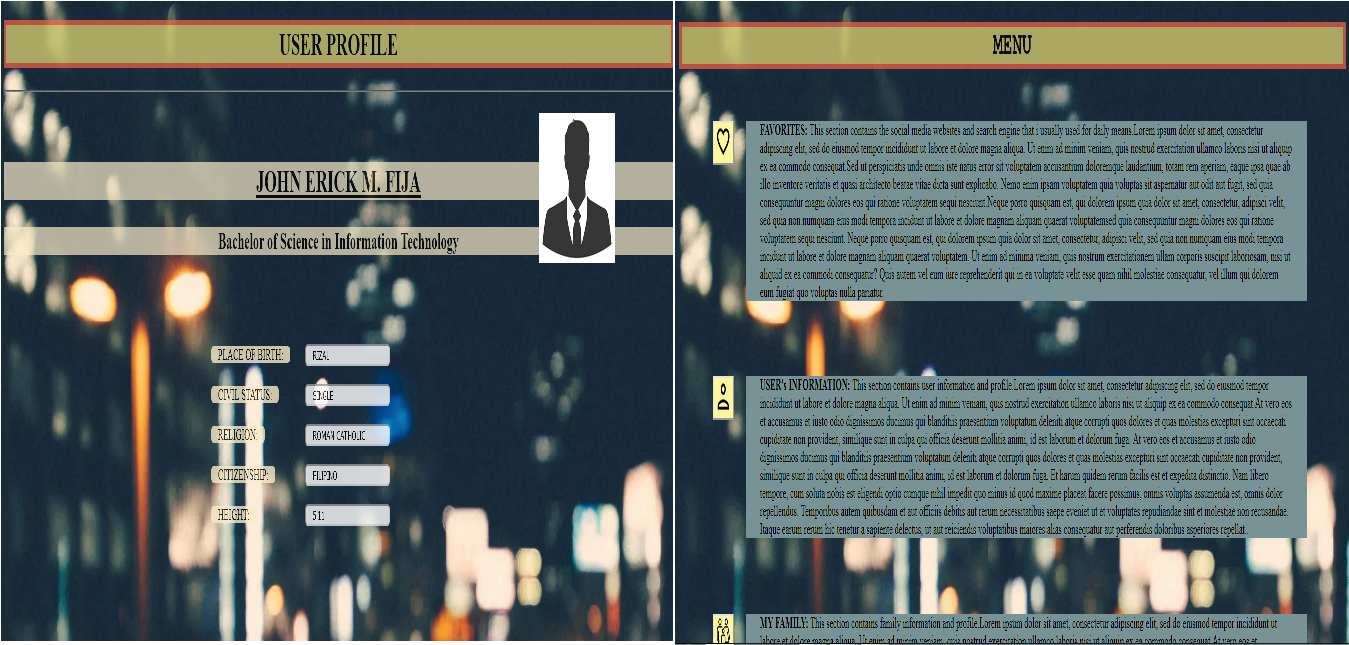 USER PROFILE
JOHN ERICK M. FIJA
Bachelor of Science in Information Technology
PLACE OF BIRTH: RIZAL
CIVIL STATUS: SINGLE
RELIGION: ROMAN CATHOLIC
CITIZENSHIP: FILIPINO
HEIGHT: 5'11
MENU
FAVORITES: This section contains the social media websites and search engine that i usually used for daily means.Lorem ipsum dolor sit amet, consectetur
adipiscing elit, sed do eiusmod tempor incididunt ut labore et dolore magna aliqua. Ut enim ad minim veniam, quis nostrud exercitation ullamco laboris nisi ut aliquip
ex ea commodo consequat.Sed ut perspiciatis unde omnis iste natus error sit voluptatem accusantium doloremque laudantium, totam rem aperiam, eaque ipsa quae ab
illo inventore veritatis et quasi architecto beatae vitae dicta sunt explicabo. Nemo enim ipsam voluptatem quia voluptas sit aspernatur aut odit aut fugit, sed quia
consequuntur magni dolores eos qui ratione voluptatem sequi nesciunt.Neque porro quisquam est, qui dolorem ipsum quia dolor sit amet, consectetur, adipisci velit,
sed quia non numquam eius modi tempora incidunt ut labore et dolore magnam aliquam quaerat voluptatemsed quia consequuntur magni dolores eos qui ratione
voluptatem sequi nesciunt. Neque porro quisquam est, qui dolorem ipsum quia dolor sit amet, consectetur, adipisci velit, sed quia non numquam eius modi tempora
incidunt ut labore et dolore magnam aliquam quaerat voluptatem. Ut enim ad minima veniam, quis nostrum exercitationem ullam corporis suscipit laboriosam, nisi ut
aliquid ex ea commodi consequatur? Quis autem vel eum iure reprehenderit qui in ea voluptate velit esse quam nihil molestiae consequatur, vel illum qui dolorem
eum fugiat quo voluptas nulla pariatur.
USER's INFORMATION: This section contains user information and profile.Lorem ipsum dolor sit amet, consectetur adipiscing elit, sed do eiusmod tempor
incididunt ut labore et dolore magna aliqua. Ut enim ad minim veniam, quis nostrud exercitation ullamco laboris nisi ut aliquip ex ea commodo consequat.At vero eos
et accusamus et iusto odio dignissimos ducimus qui blanditiis praesentium voluptatum deleniti atque corrupti quos dolores et quas molestias excepturi sint occaecati
cupiditate non provident, similique sunt in culpa qui officia deserunt mollitia animi, id est laborum et dolorum fuga. At vero eos et accusamus et iusto odio
dignissimos ducimus qui blanditiis praesentium voluptatum deleniti atque corrupti quos dolores et quas molestias excepturi sint occaecati cupiditate non provident,
similique sunt in culpa qui officia deserunt mollitia animi, id est laborum et dolorum fuga. Et harum quidem rerum facilis est et expedita distinctio. Nam libero
tempore, cum soluta nobis est eligendi optio cumque nihil impedit quo minus id quod maxime placeat facere possimus, omnis voluptas assumenda est, omnis dolor
repellendus. Temporibus autem quibusdam et aut officiis debitis aut rerum necessitatibus saepe eveniet ut et voluptates repudiandae sint et molestiae non recusandae.
Itaque earum rerum hic tenetur a sapiente delectus, ut aut reiciendis voluptatibus maiores alias consequatur aut perferendis doloribus asperiores repellat..
MY FAMILY: This section contains family information and profile.Lorem ipsum dolor sit amet, consectetur adipiscing elit, sed do eiusmod tempor incididunt ut
labore et dolore magna aliqua. Ut enim ad minim veniam, quis nostrud exercitation ullamco laboris nisi ut aliquip ex ea commodo consequat.At vero eos et